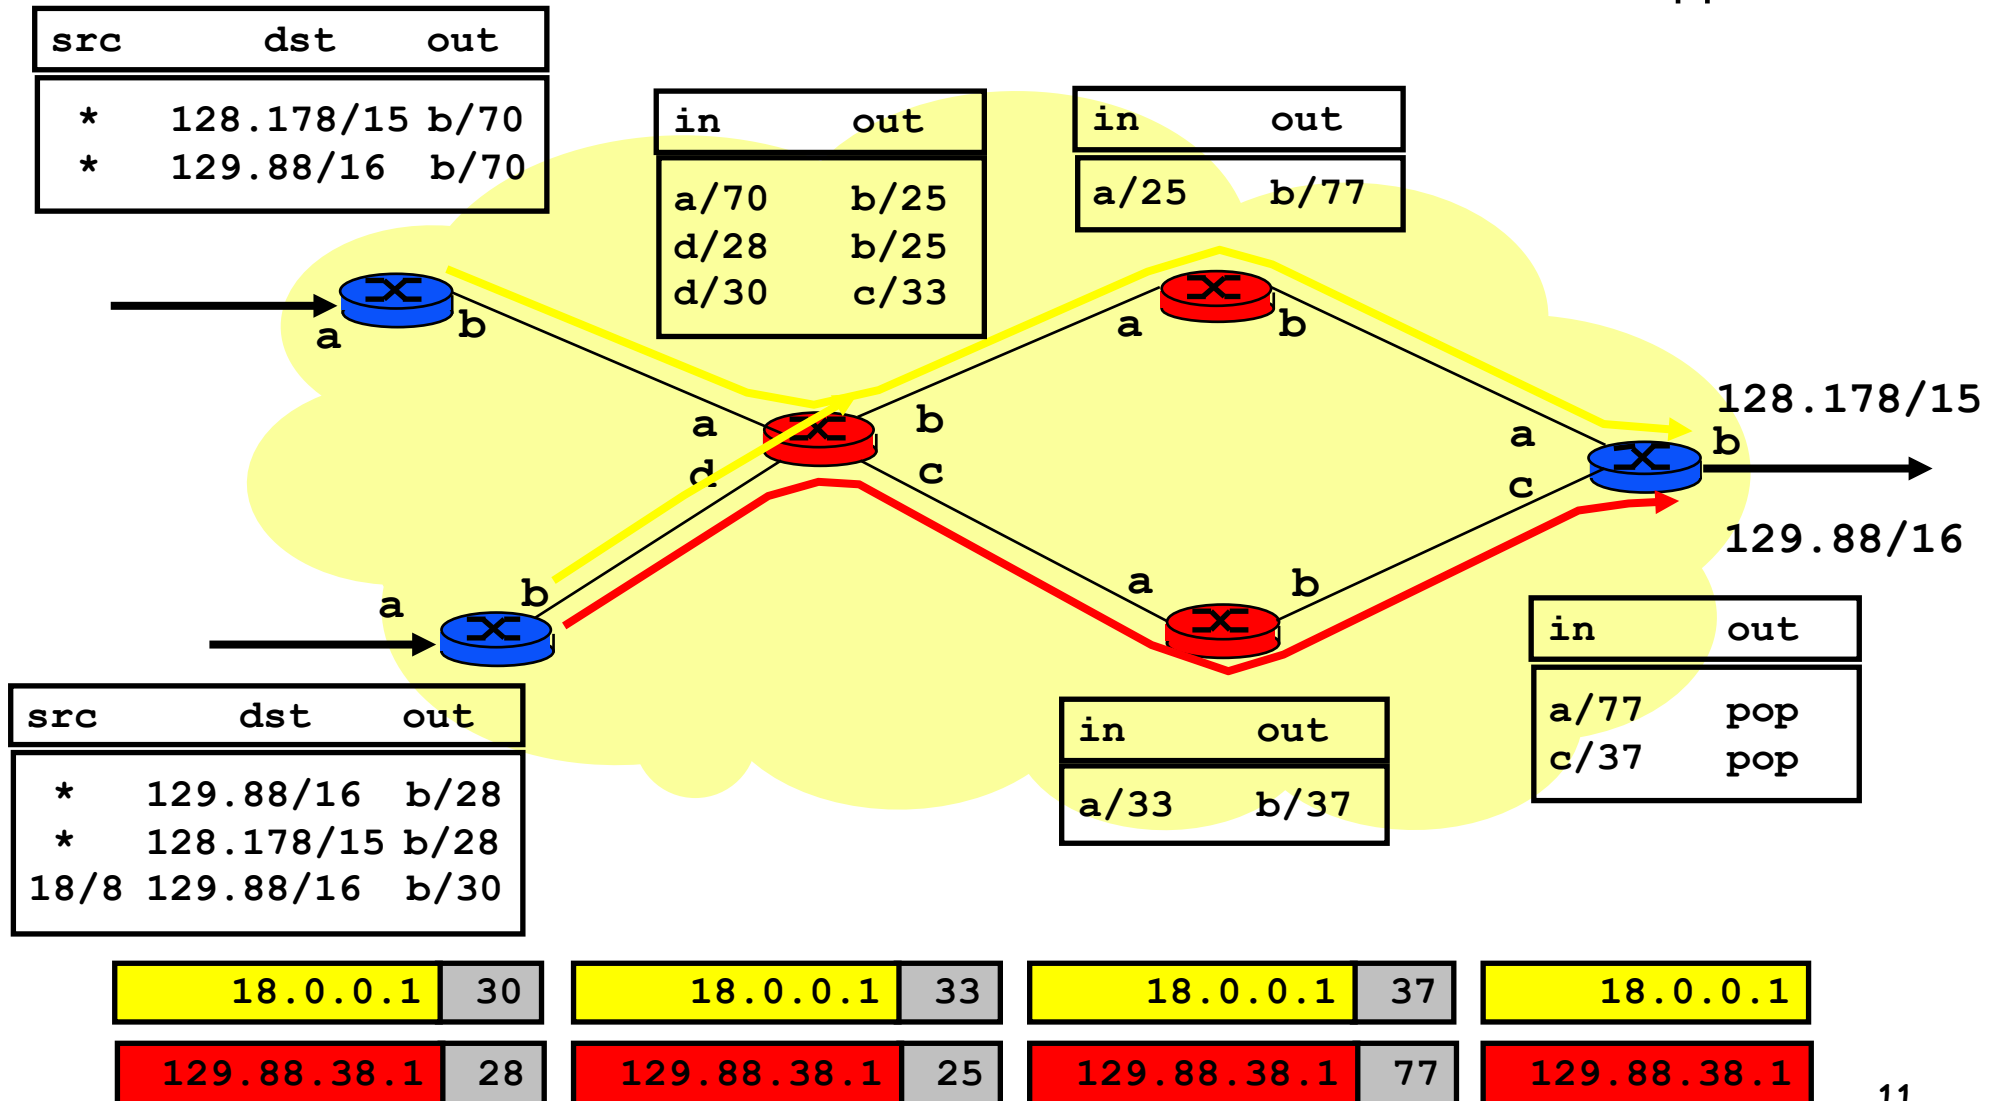 src dst out
* 128.178/15 b/70
* 129.88/16 b/70
in out
a/70 b/25
d/28 b/25
d/30 c/33
in out
a/25 b/77
a
b
a
b
a
d
b
c
a
c
b
128.178/15
129.88/16
a
b
a
b
in out
a/77 pop
c/37 pop
src dst out
* 129.88/16 b/28
* 128.178/15 b/28
18/8 129.88/16 b/30
in out
a/33 b/37
18.0.0.1 30 18.0.0.1 33 18.0.0.1 37 18.0.0.1
129.88.38.1 28 129.88.38.1 25 129.88.38.1 77 129.88.38.1
11